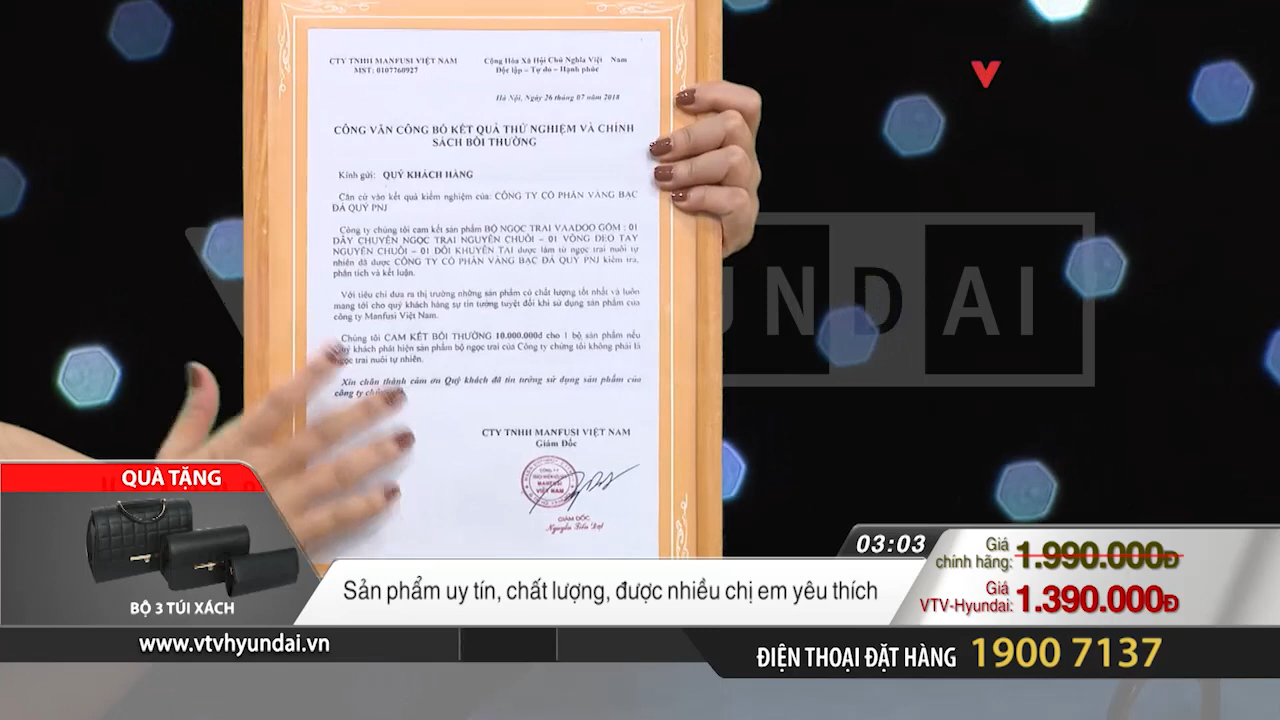 CTY TNHH MANFUSI VIỆT NAM
MST: 0107760927
Cộng Hòa Xã Hội Chủ Nghĩa Việt Nam
Độc lập – Tự do – Hạnh phúc
Hà Nội, Ngày 26 tháng 07 năm 2018
CÔNG VĂN CÔNG BỐ KẾT QUẢ THỬ NGHIỆM VÀ CHÍNH
SÁCH BỒI THƯỜNG
Kính gửi: QUÝ KHÁCH HÀNG
Căn cứ vào kết quả kiểm nghiệm của: CÔNG TY CỔ PHẦN VÀNG BẠC
ĐÁ QUÝ PNJ
Công ty chúng tôi cam kết sản phẩm BỘ NGỌC TRAI VAADOO GỒM : 01
DÂY CHUYỀN NGỌC TRAI NGUYÊN CHUỖI – 01 VÒNG ĐEO TAY
NGUYÊN CHUỖI – 01 ĐÔI KHUYÊN TAI được làm từ ngọc trai nuôi tự
nhiên đã được CÔNG TY CỔ PHẦN VÀNG BẠC ĐÁ QUÝ PNJ kiểm tra,
phân tích và kết luận.
Với tiêu chí đưa ra thị trường những sản phẩm có chất lượng tốt nhất và luôn
mang tới cho quý khách hàng sự tin tưởng tuyệt đối khi sử dụng sản phẩm của
công ty Manfusi Việt Nam.
Chúng tôi CAM KẾT BỒI THƯỜNG 10.000.000đ cho 1 bộ sản phẩm nếu
Quý khách phát hiện sản phẩm bộ ngọc trai của Công ty chứng tôi không phải là
ngọc trai nuôi tự nhiên.
Xin chân thành cảm ơn Quý khách đã tin tưởng sử dụng sản phẩm của
công ty
CTY TNHH MANFUSI VIỆT NAM
Giám Đốc
MANFUSI
VIỆT NAM
GIÁM ĐỐC
Nguyễn Tiến Đạt
HYUNDAI
QUÀ TẶNG
BỘ 3 TÚI XÁCH
03:03
Giá
chính hãng: 1.990.000Đ
Sản phẩm uy tín, chất lượng, được nhiều chị em yêu thích
Giá
VTV-Hyundai: 1.390.000Đ
www.vtvhyundai.vn
ĐIỆN THOẠI ĐẶT HÀNG 1900 7137